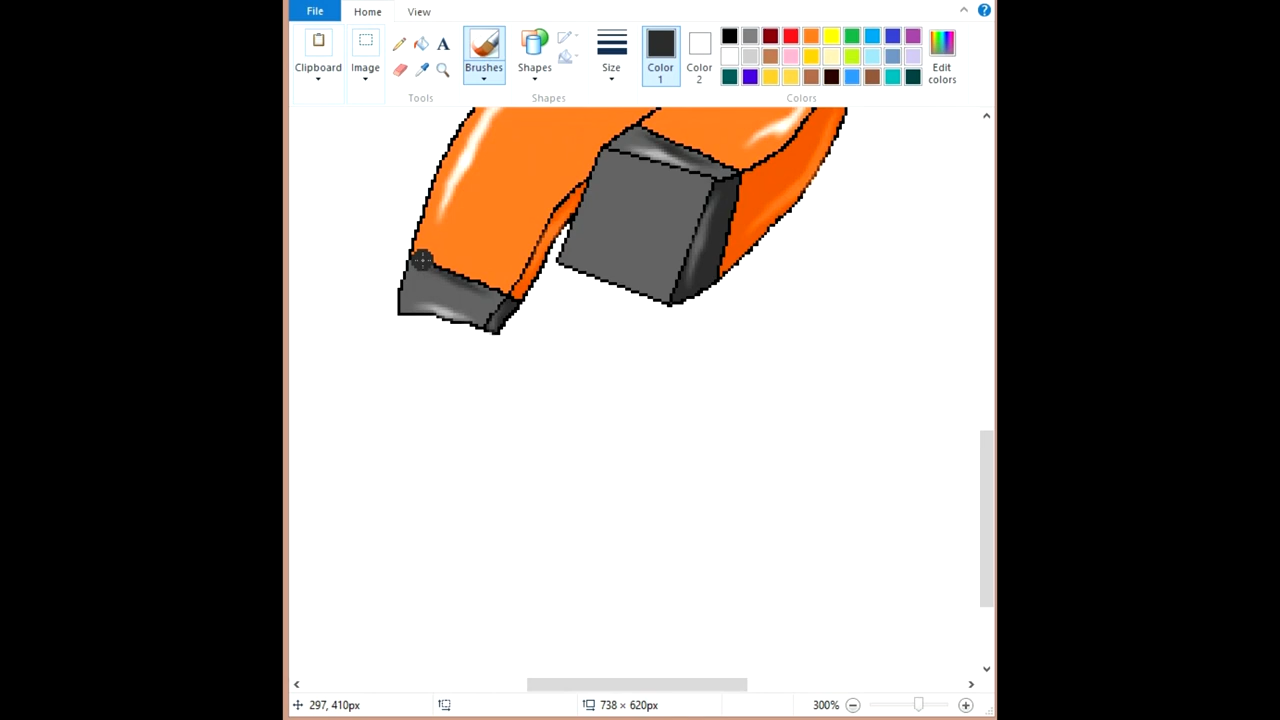 File Home View
Clipboard Image Tools Brushes Shapes Shapes Size Color 1 Color 2 Colors Edit colors
297, 410px 738 × 620px 300%